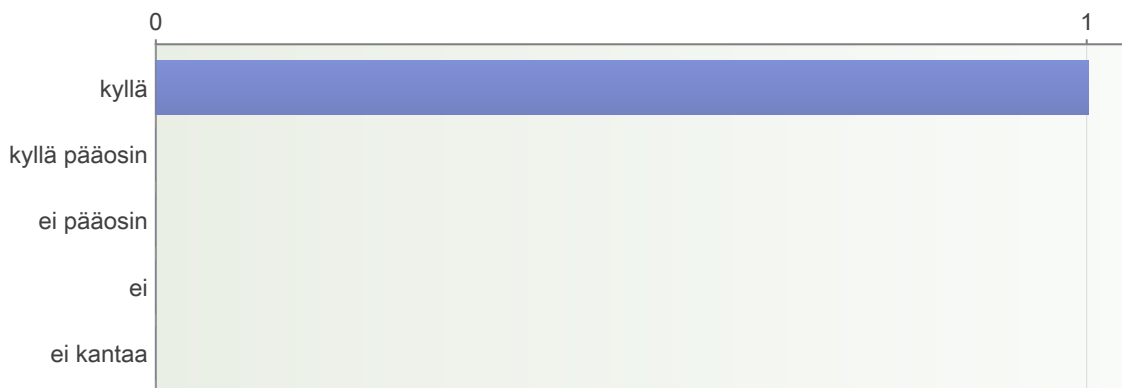 0 1
kyllä
kyllä pääosin
ei pääosin
ei
ei kantaa